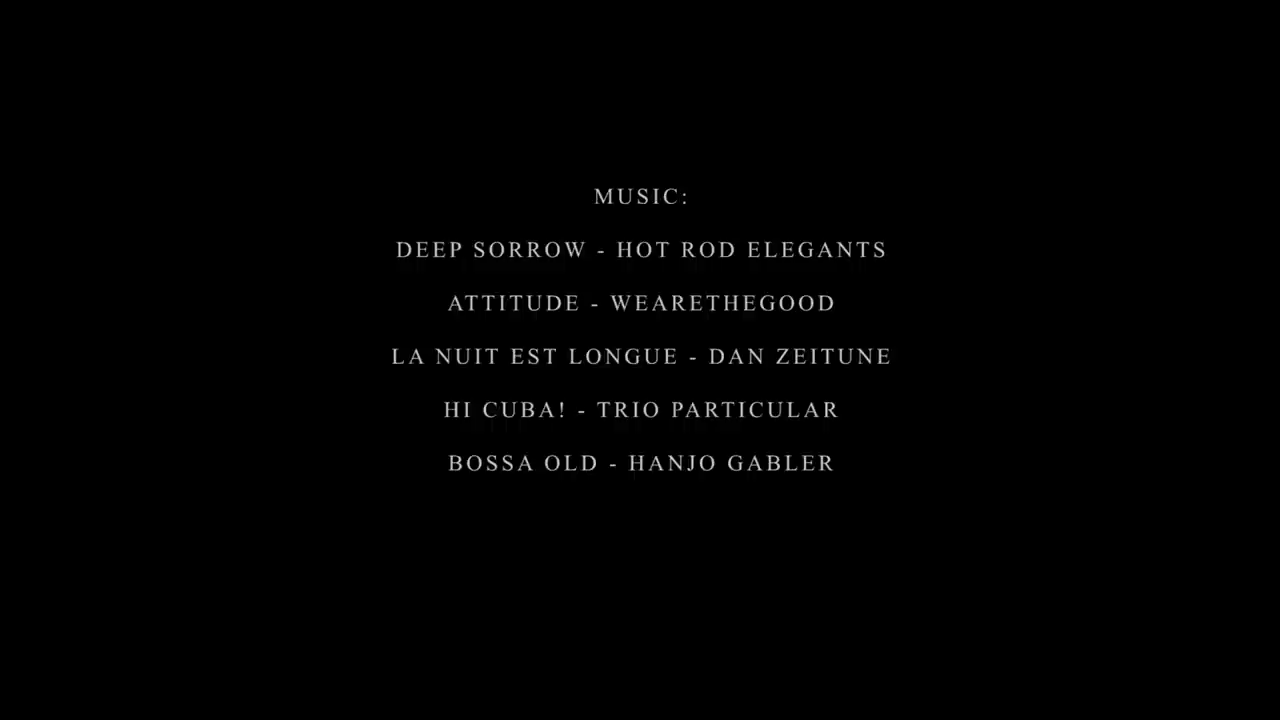 MUSIC:
DEEP SORROW - HOT ROD ELEGANTS
ATTITUDE - WEARETHEGOOD
LA NUIT EST LONGUE - DAN ZEITUNE
HI CUBA! - TRIO PARTICULAR
BOSSA OLD - HANJO GABLER